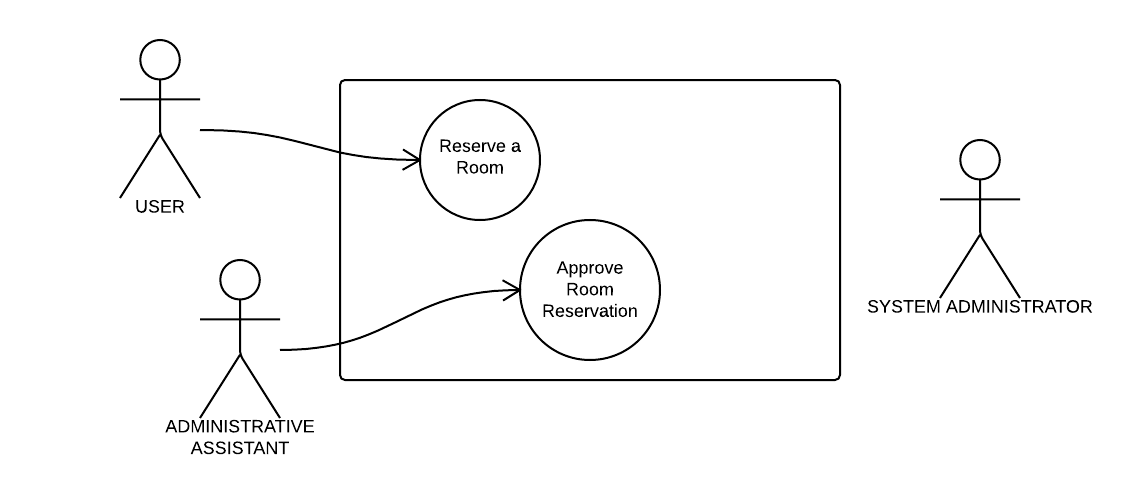 Reserve a
Room
USER
Approve
Room
Reservation
SYSTEM ADMINISTRATOR
ADMINISTRATIVE
ASSISTANT